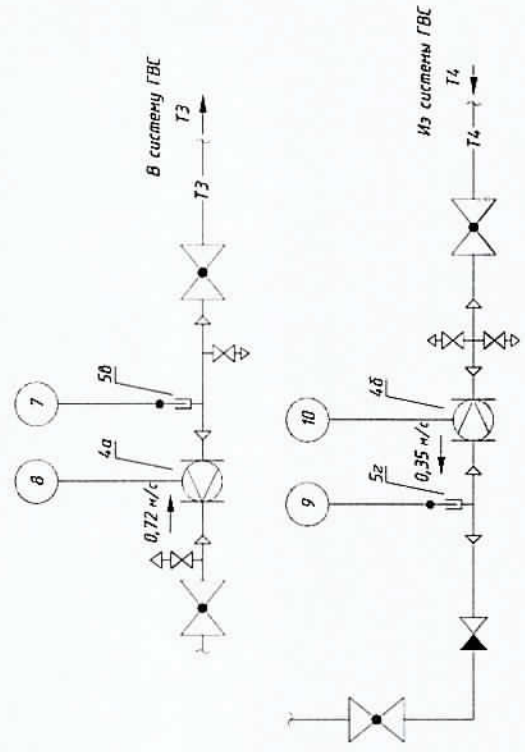 В систему ГВС
Т3
Т3
7
5в
8
4а
0,72 м/с
Из системы ГВС
Т4
Т4
10
4б
0,35 м/с
9
5г